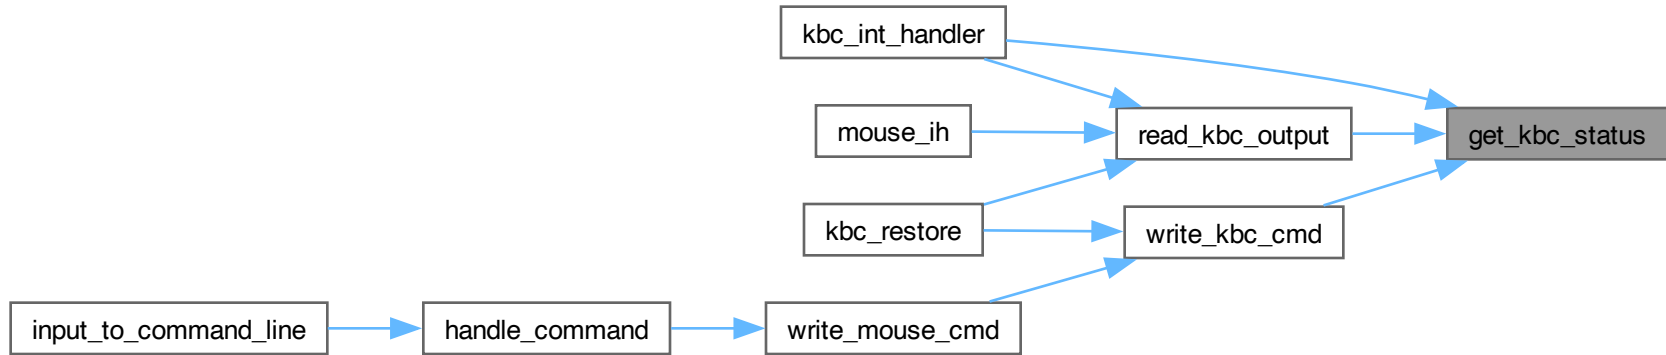 kbc_int_handler
mouse_ih
read_kbc_output
get_kbc_status
kbc_restore
write_kbc_cmd
input_to_command_line
handle_command
write_mouse_cmd